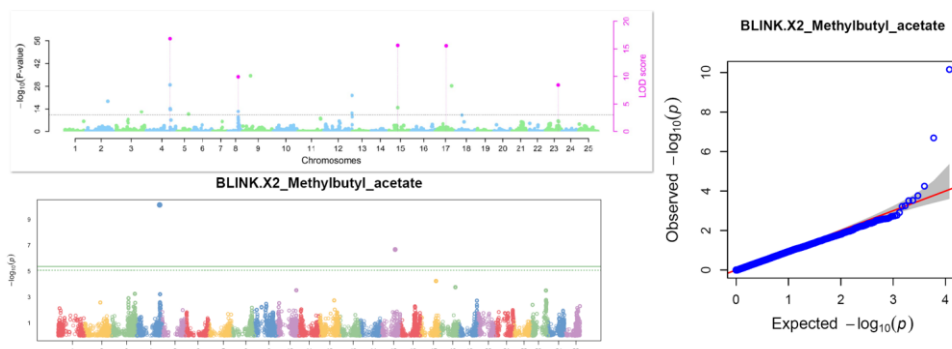 −log₁₀(P-value)
56
42
28
14
0
20
15
10
5
0
LOD score
1 2 3 4 5 6 7 8 9 10 11 12 13 14 15 16 17 18 19 20 21 22 23 24 25
Chromosomes
BLINK.X2_Methylbutyl_acetate
−log₁₀(p)
9
7
5
3
1
BLINK.X2_Methylbutyl_acetate
Observed −log₁₀(p)
10
8
6
4
2
0
0 1 2 3 4
Expected −log₁₀(p)